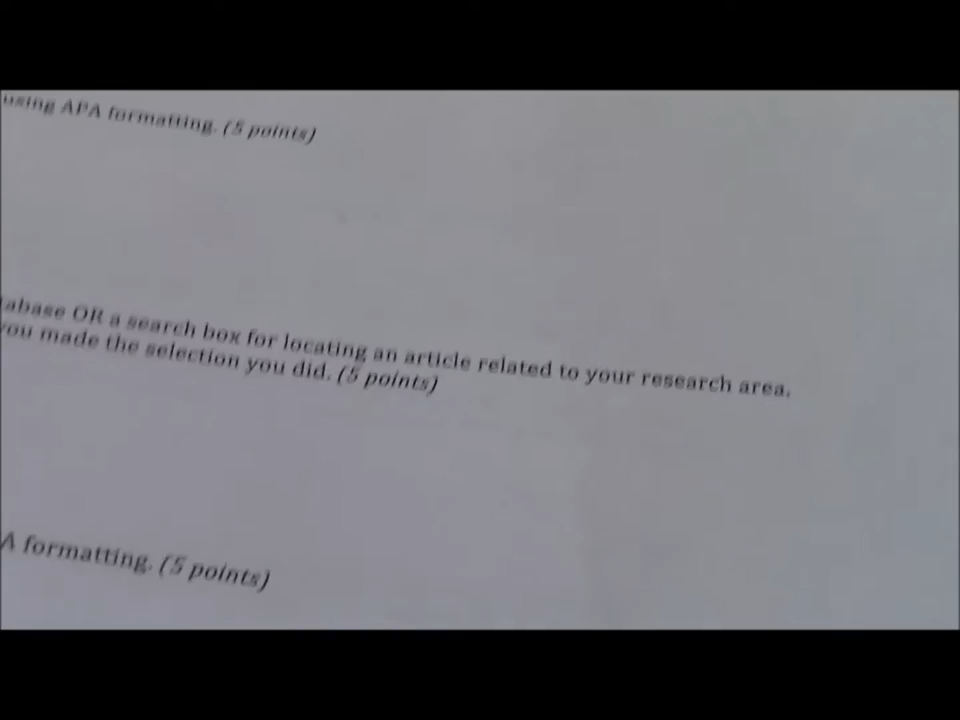 using APA formatting. (5 points)
tabase OR a search box for locating an article related to your research area.
you made the selection you did. (5 points)
A formatting. (5 points)